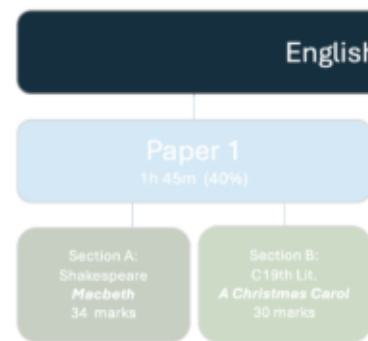 English
Paper 1
1h 45m (40%)
Section A:
Shakespeare
Macbeth
34 marks
Section B:
C19th Lit.
A Christmas Carol
30 marks